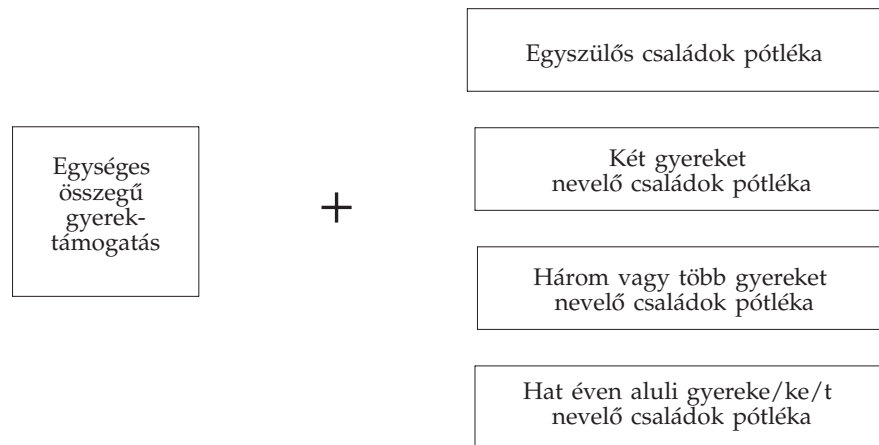 Egyszülős családok pótléka
Egységes
összegű
gyerek-
támogatás
+
Két gyereket
nevelő családok pótléka
Három vagy több gyereket
nevelő családok pótléka
Hat éven aluli gyereke/ke/t
nevelő családok pótléka